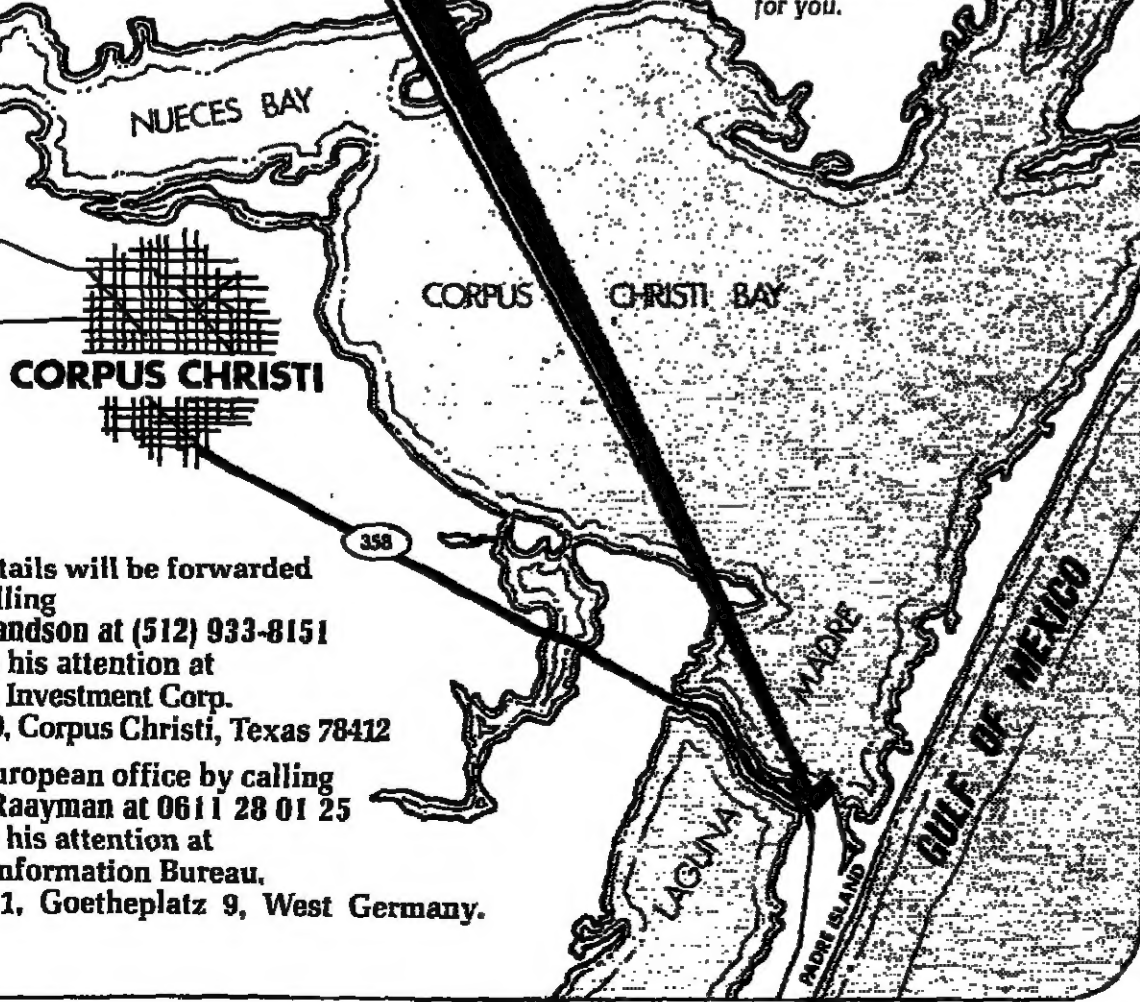 for you.
NUECES BAY
CORPUS CHRISTI BAY
CORPUS CHRISTI
358
tails will be forwarded
lling
andson at (512) 933-8151
his attention at
Investment Corp.
, Corpus Christi, Texas 78412
uropean office by calling
Raayman at 0611 28 01 25
his attention at
nformation Bureau,
1, Goetheplatz 9, West Germany.
LAGUNA MADRE
PADRE ISLAND
GULF OF MEXICO